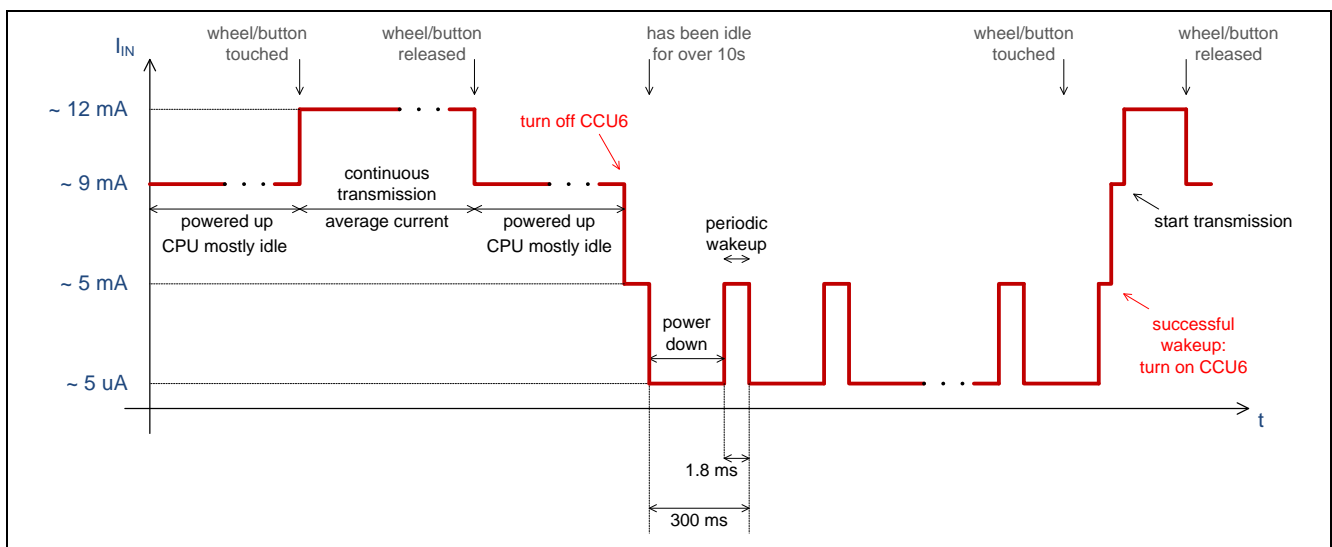 wheel/button
touched
wheel/button
released
has been idle
for over 10s
wheel/button
touched
wheel/button
released
I_IN
~ 12 mA
~ 9 mA
~ 5 mA
~ 5 uA
turn off CCU6
continuous
transmission
average current
powered up
CPU mostly idle
powered up
CPU mostly idle
periodic
wakeup
start transmission
power
down
successful
wakeup:
turn on CCU6
t
1.8 ms
300 ms